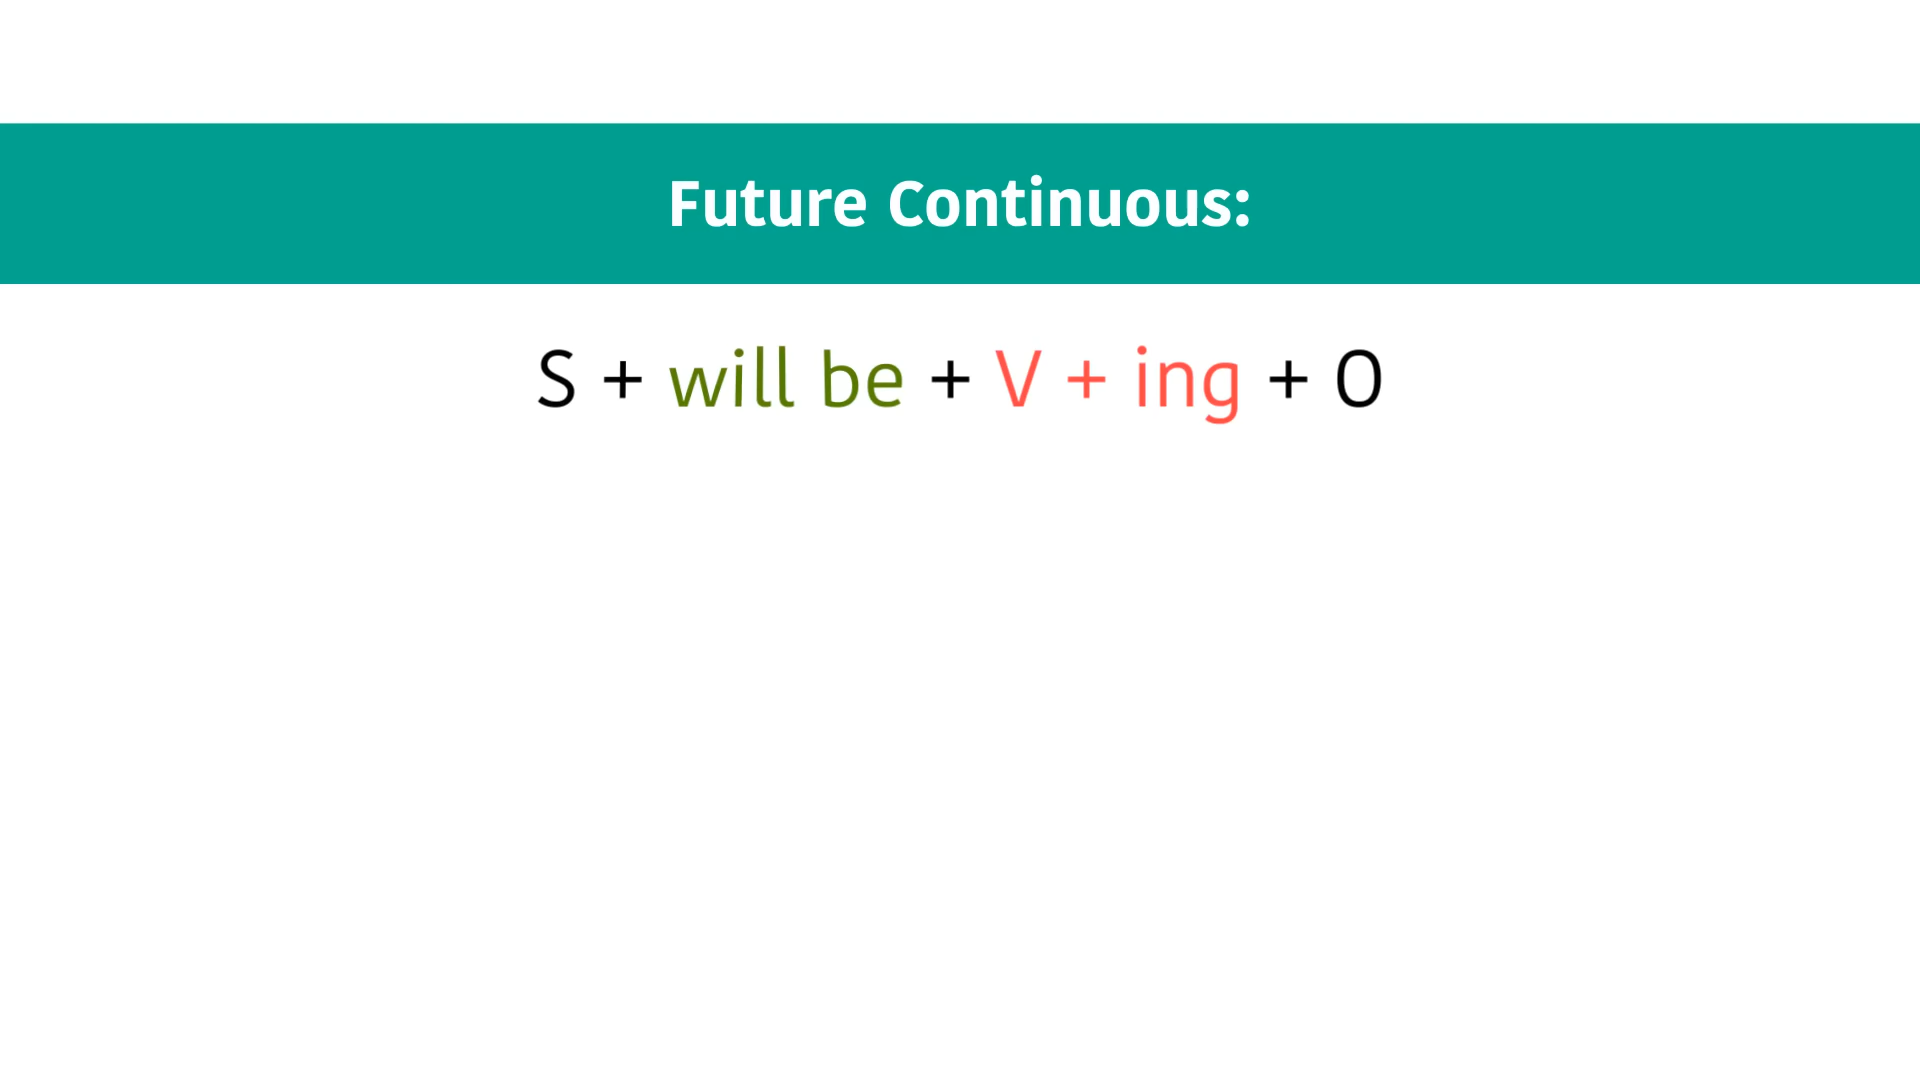 Future Continuous:
S + will be + V + ing + O